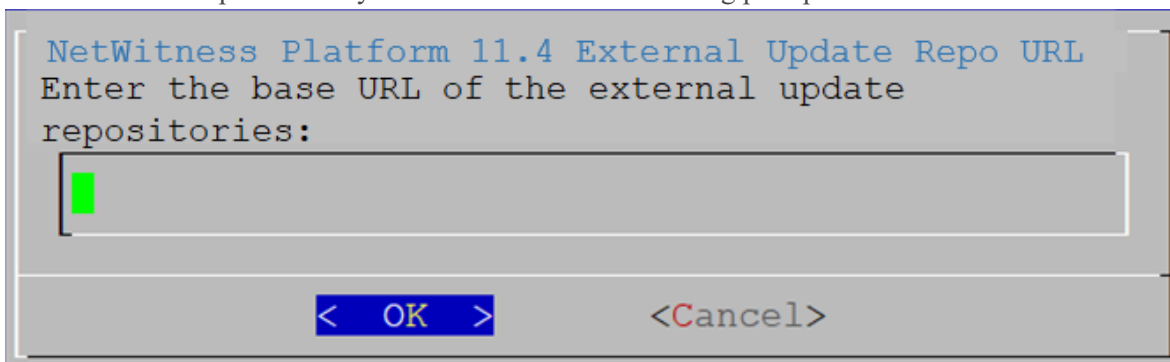 NetWitness Platform 11.4 External Update Repo URL
Enter the base URL of the external update
repositories:
< OK > <Cancel>